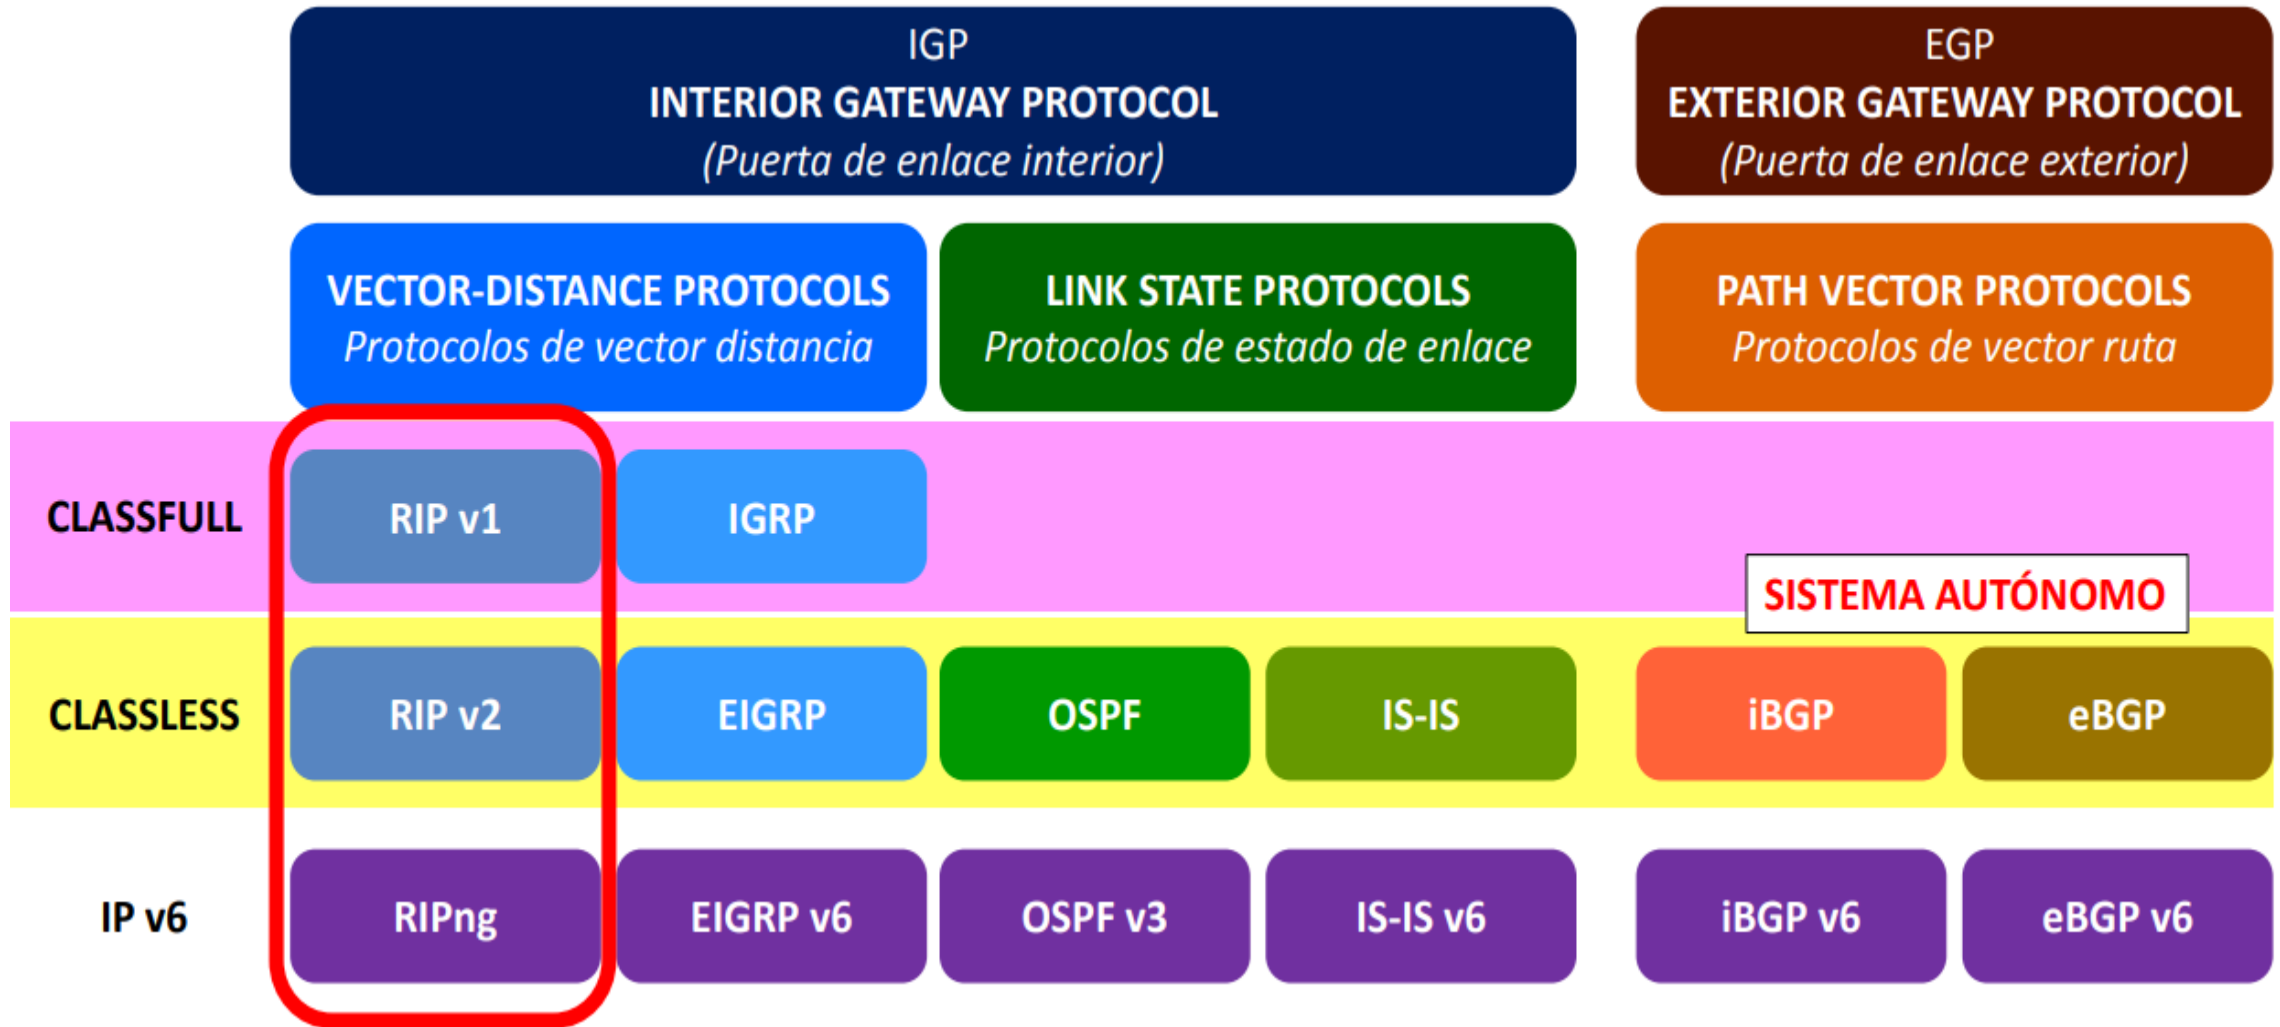 IGP
INTERIOR GATEWAY PROTOCOL
(Puerta de enlace interior)
EGP
EXTERIOR GATEWAY PROTOCOL
(Puerta de enlace exterior)
VECTOR-DISTANCE PROTOCOLS
Protocolos de vector distancia
LINK STATE PROTOCOLS
Protocolos de estado de enlace
PATH VECTOR PROTOCOLS
Protocolos de vector ruta
CLASSFULL
RIP v1
IGRP
SISTEMA AUTÓNOMO
CLASSLESS
RIP v2
EIGRP
OSPF
IS-IS
iBGP
eBGP
IP v6
RIPng
EIGRP v6
OSPF v3
IS-IS v6
iBGP v6
eBGP v6